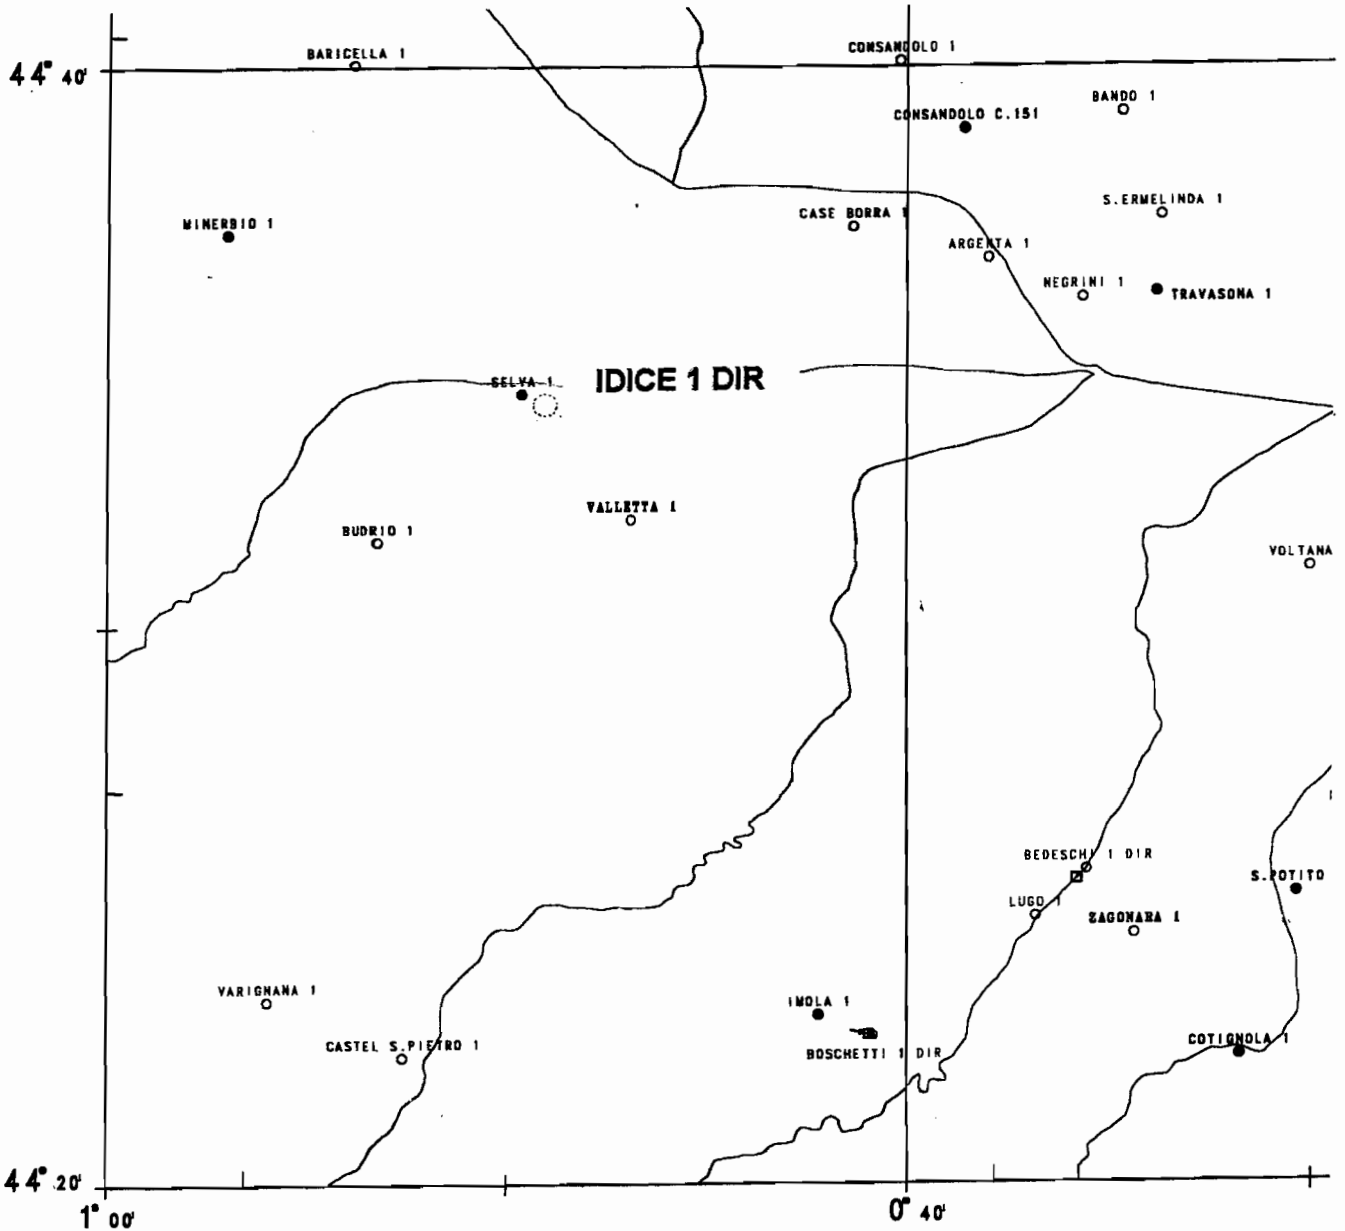 BARICELLA 1
CONSANDOLO 1
44° 40'
BANDO 1
CONSANDOLO C.151
S.ERMELINDA 1
CASE BORRA 1
MINERBIO 1
ARGENTA 1
NEGRINI 1
TRAVASONA 1
SELVA 1
IDICE 1 DIR
VALLETTA 1
BUDRIO 1
VOLTANA
BEDESCHI 1 DIR
S.POTITO
LUGO 1
ZAGONARA 1
VARIGNANA 1
IMOLA 1
CASTEL S.PIETRO 1
BOSCHETTI 1 DIR
COTIGNOLA 1
44° 20'
1° 00'
0° 40'